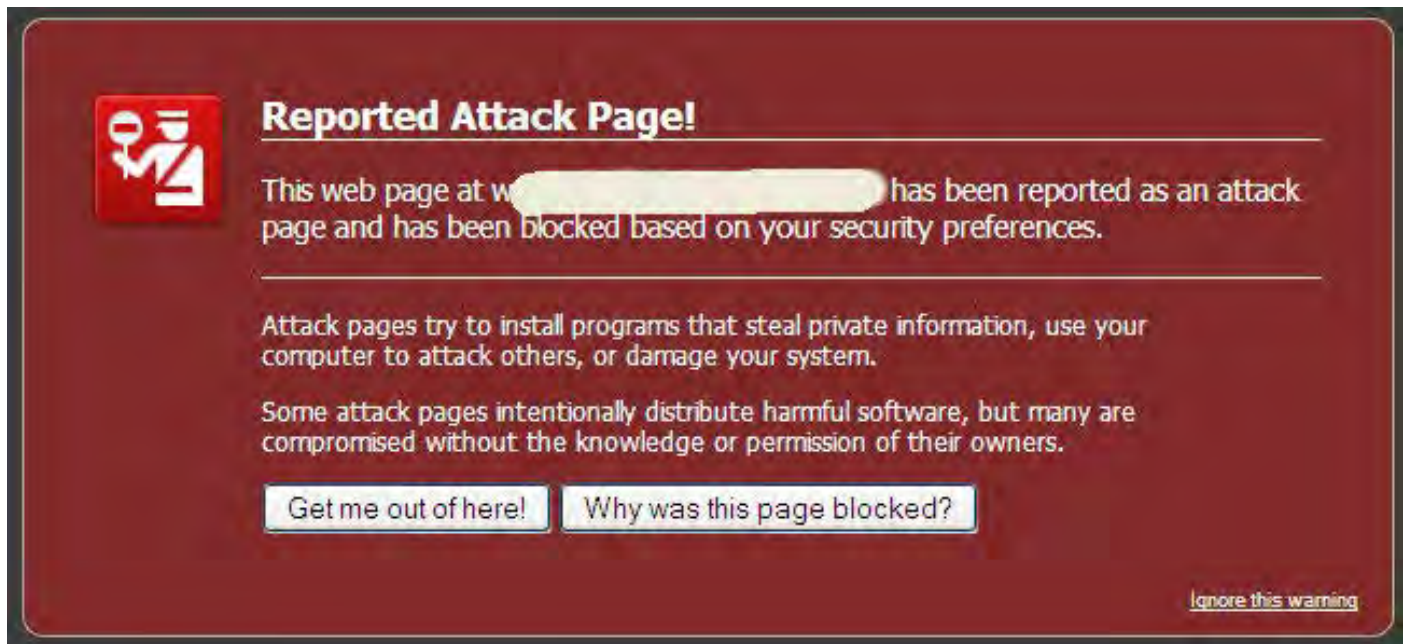 Reported Attack Page!
This web page at w has been reported as an attack
page and has been blocked based on your security preferences.
Attack pages try to install programs that steal private information, use your
computer to attack others, or damage your system.
Some attack pages intentionally distribute harmful software, but many are
compromised without the knowledge or permission of their owners.
Get me out of here! Why was this page blocked?
Ignore this warning